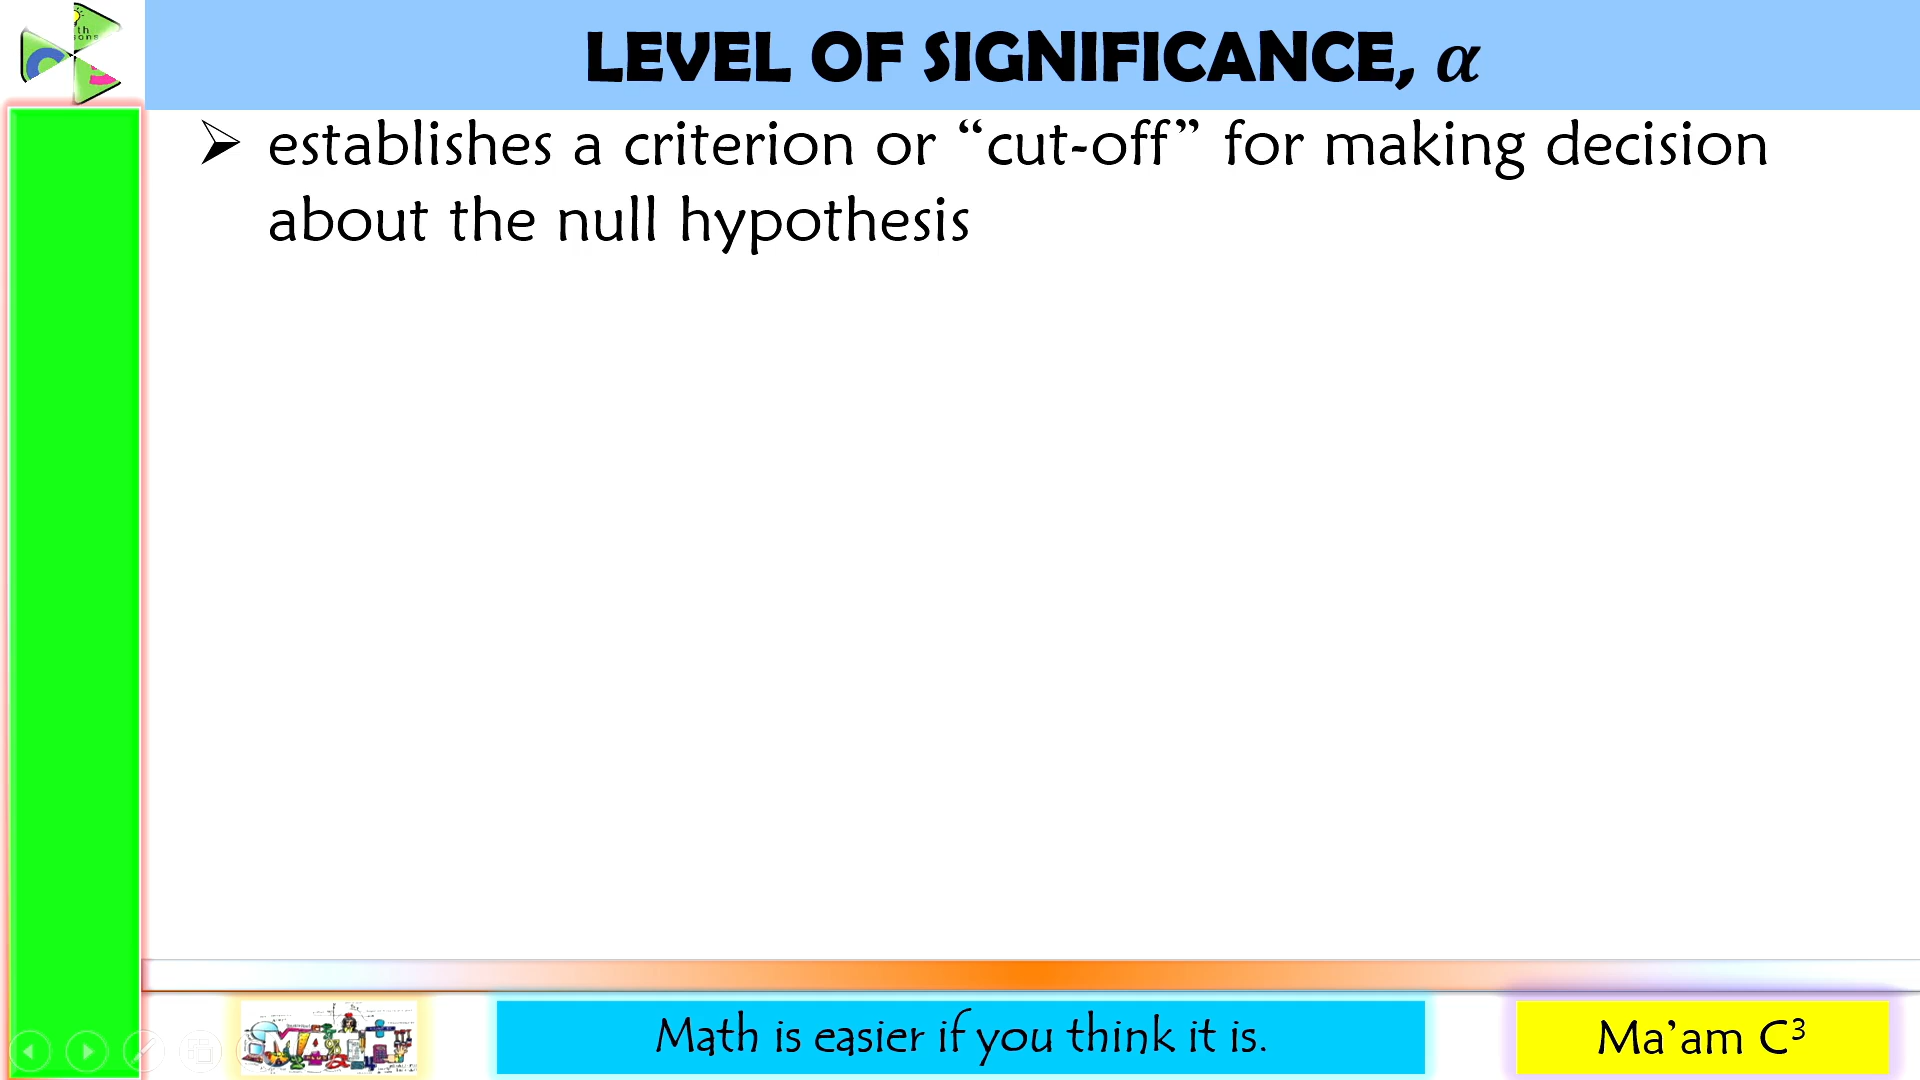 LEVEL OF SIGNIFICANCE, 𝜶
➢ establishes a criterion or “cut-off” for making decision
about the null hypothesis
MATH
Math is easier if you think it is.
Ma’am C³